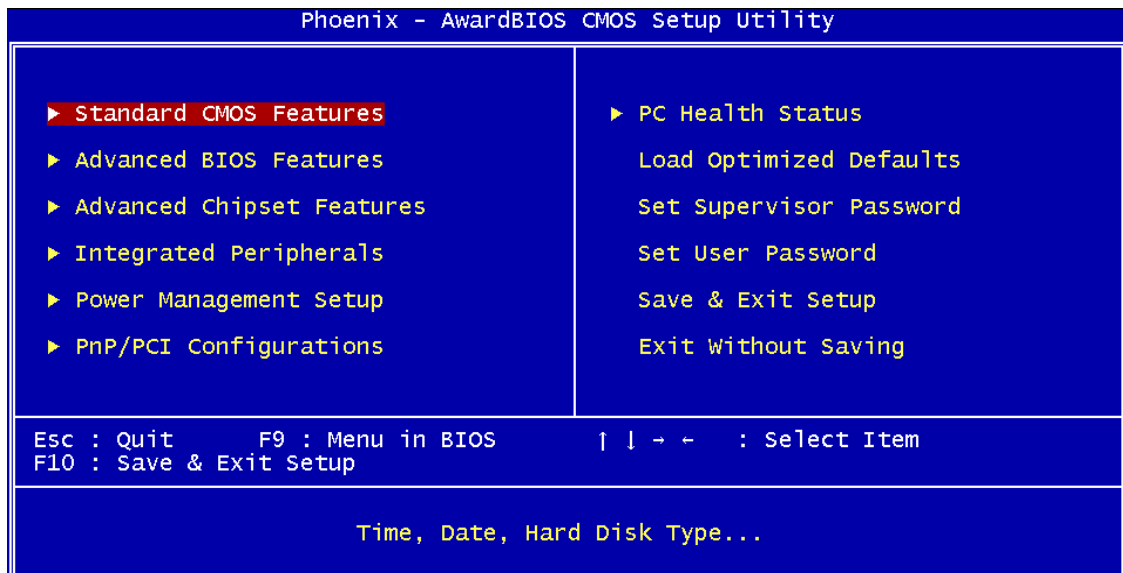 Phoenix - AwardBIOS CMOS Setup Utility
▶ Standard CMOS Features
▶ Advanced BIOS Features
▶ Advanced Chipset Features
▶ Integrated Peripherals
▶ Power Management Setup
▶ PnP/PCI Configurations
▶ PC Health Status
Load Optimized Defaults
Set Supervisor Password
Set User Password
Save & Exit Setup
Exit Without Saving
Esc : Quit F9 : Menu in BIOS ↑ ↓ → ← : Select Item
F10 : Save & Exit Setup
Time, Date, Hard Disk Type...